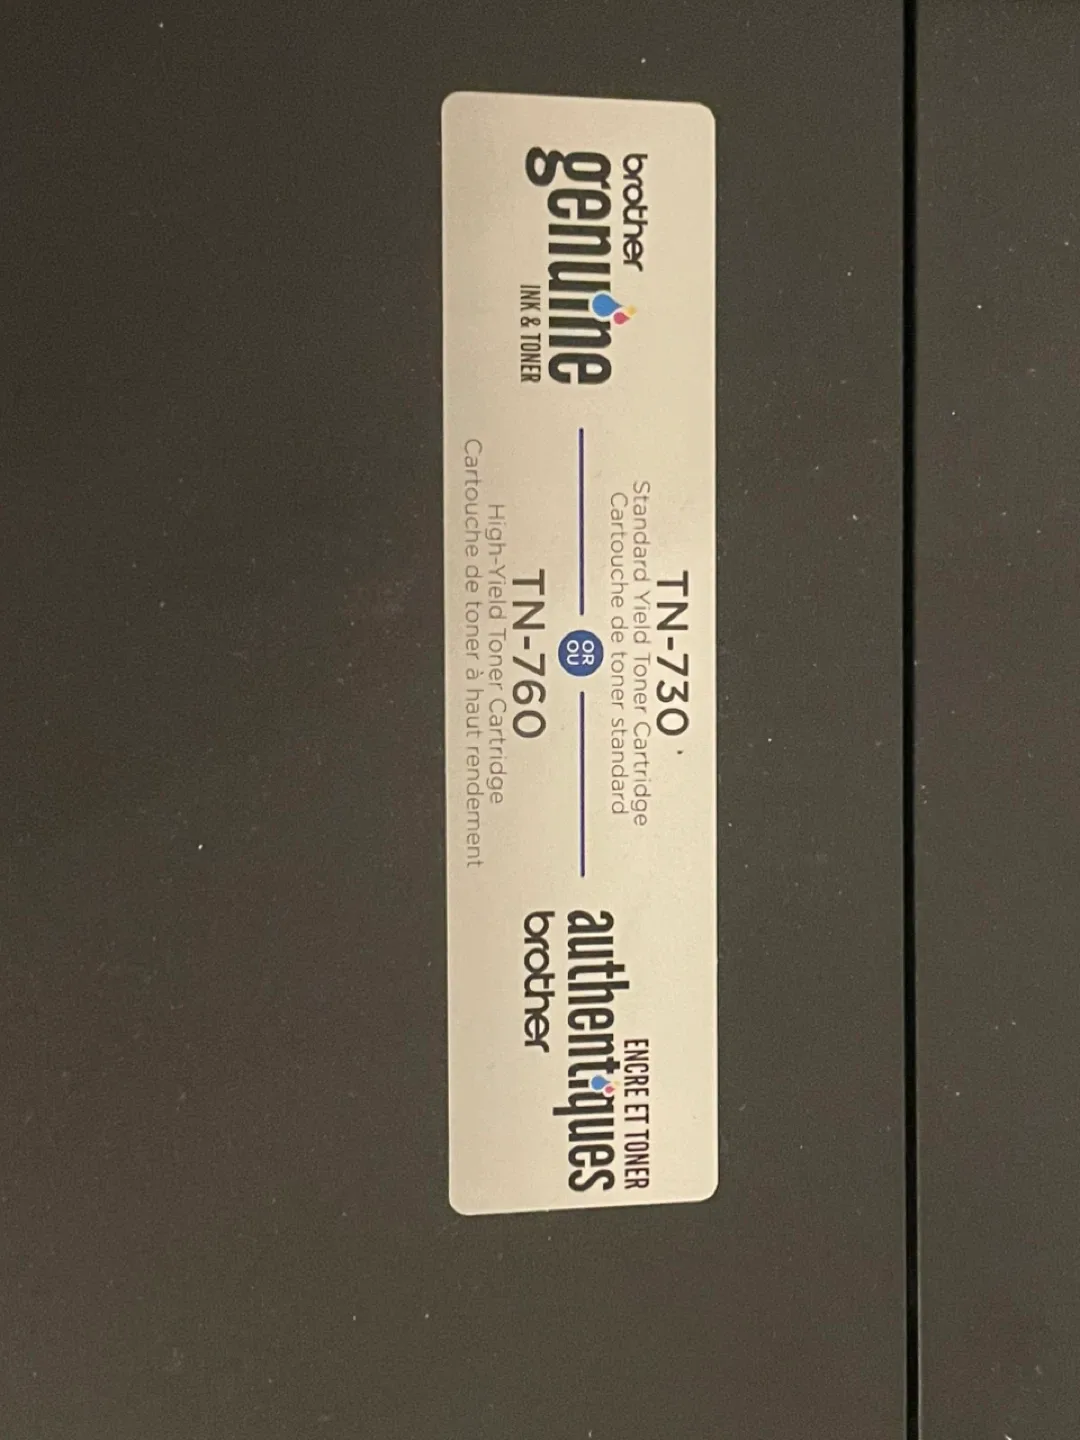 brother
genuine
INK & TONER
TN-730
Standard Yield Toner Cartridge
Cartouche de toner standard
OR
OU
TN-760
High-Yield Toner Cartridge
Cartouche de toner à haut rendement
ENCRE ET TONER
authentiques
brother